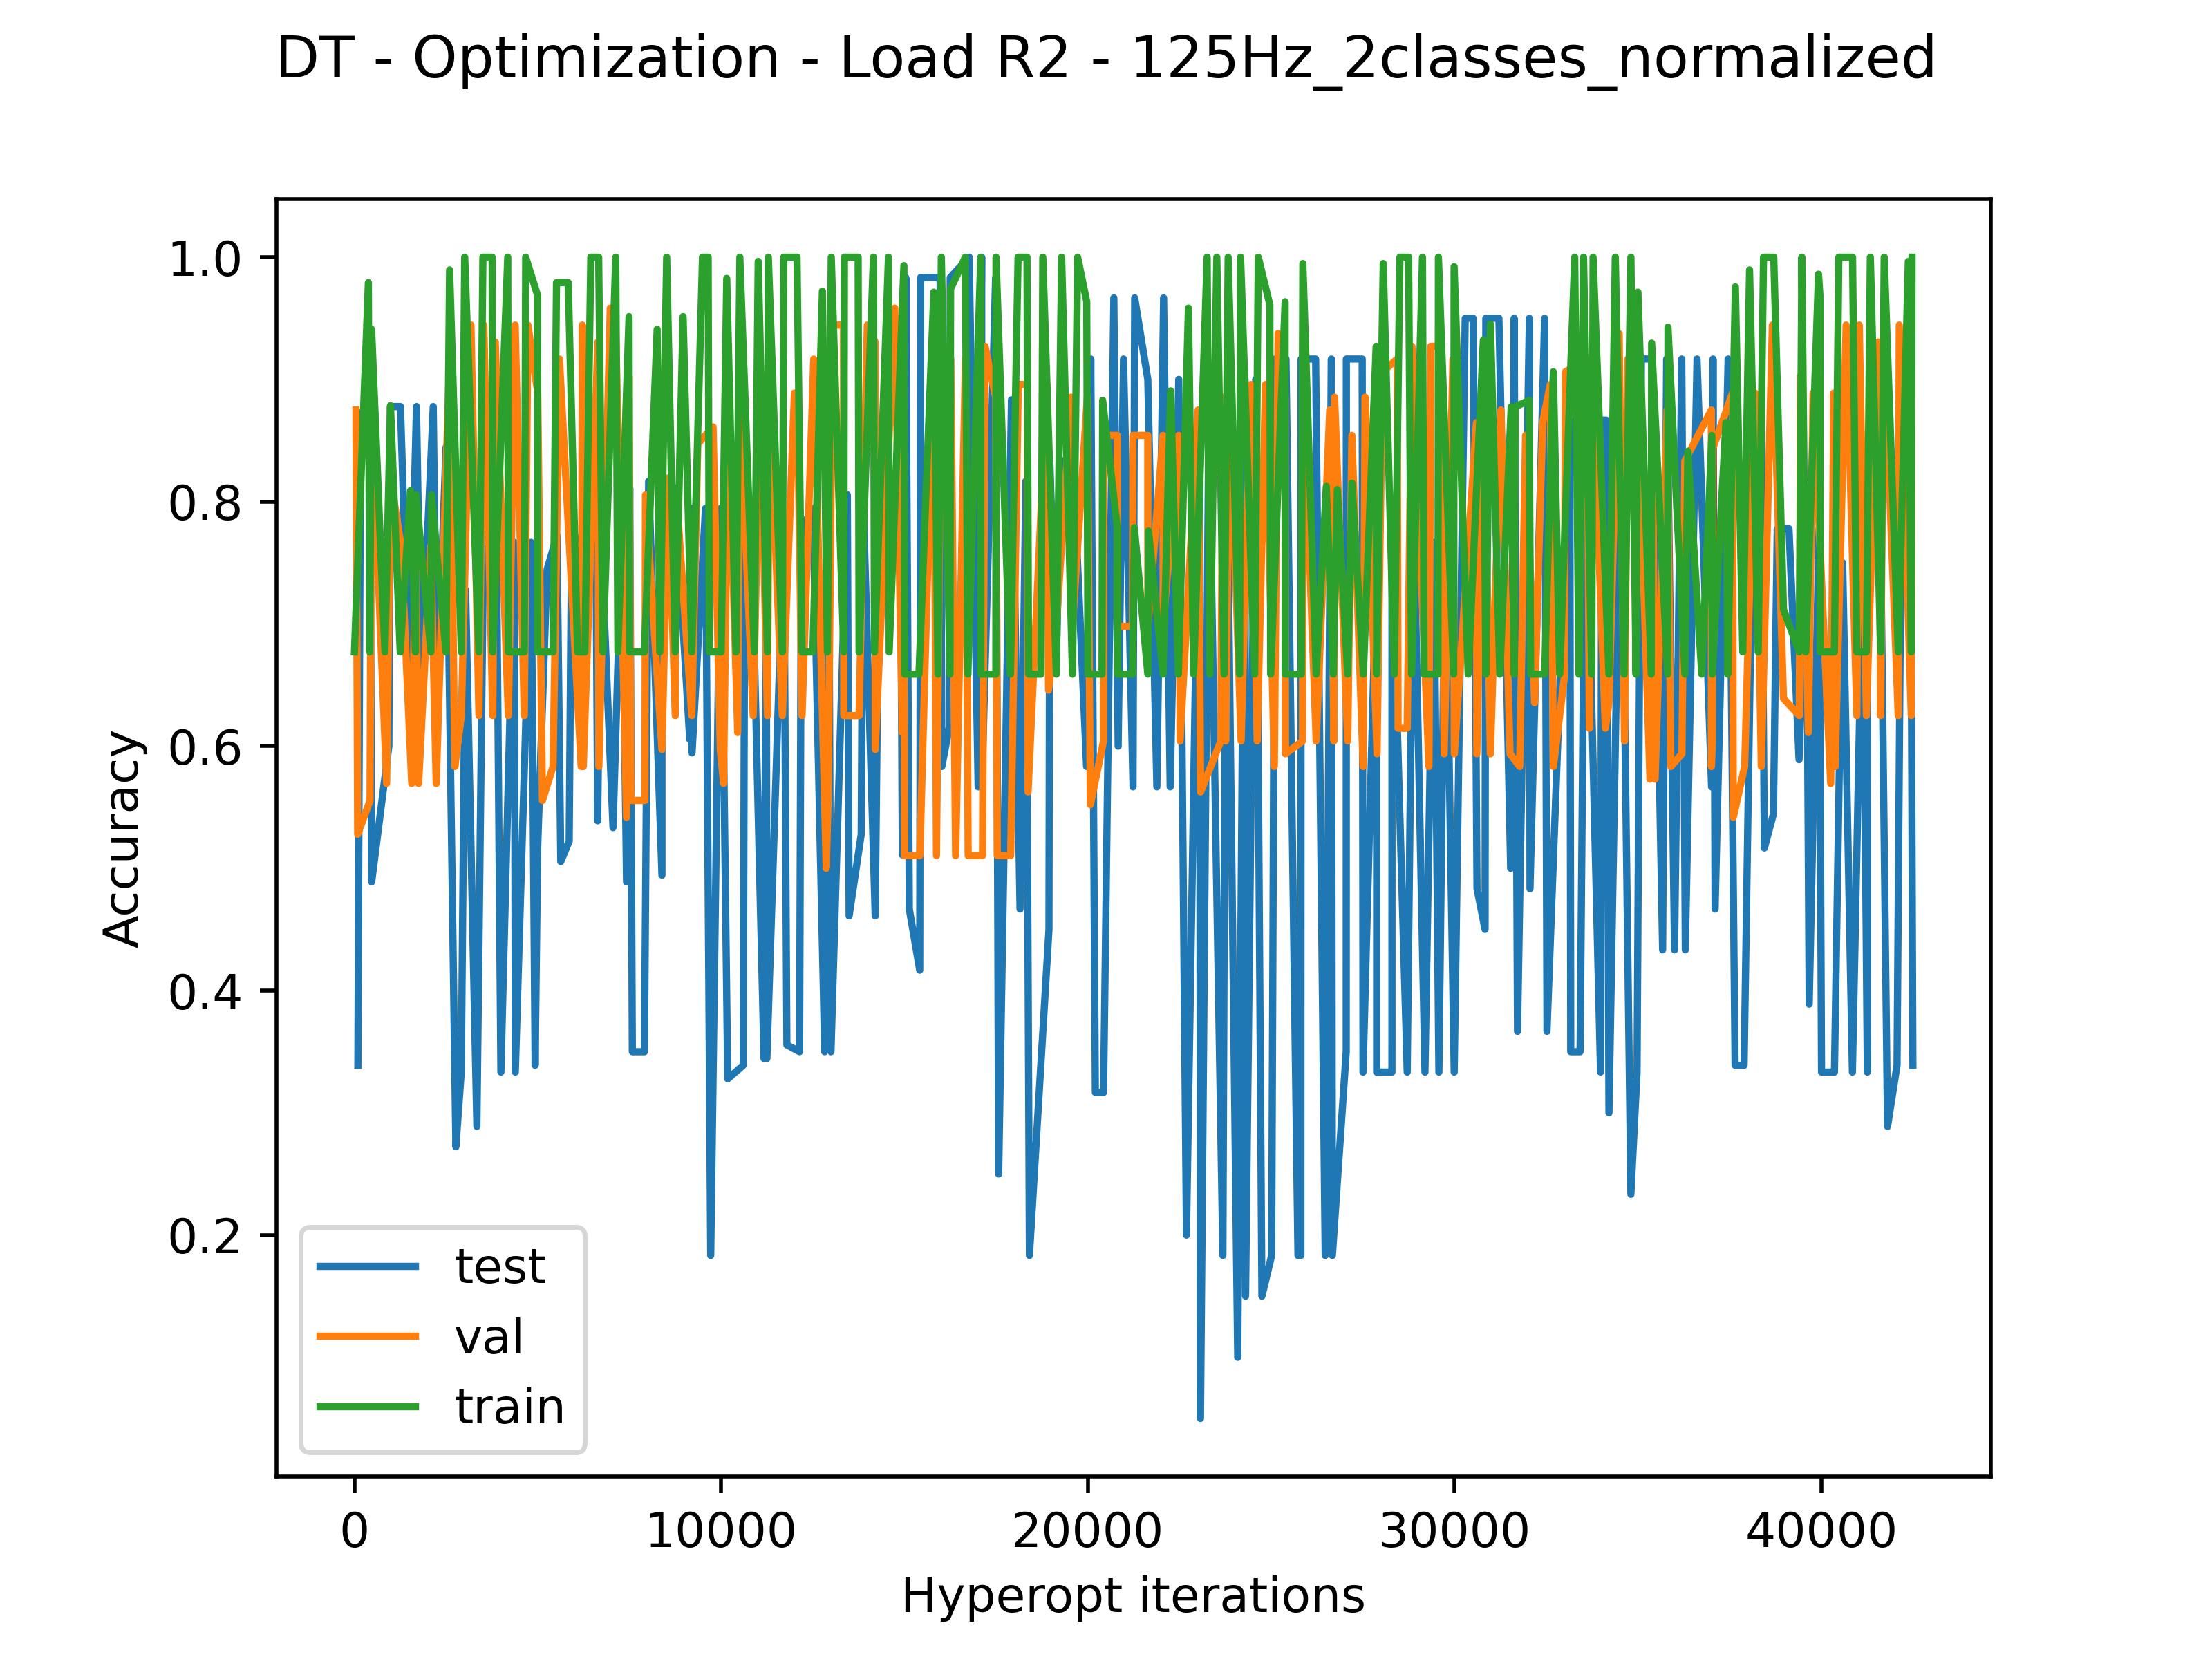 DT - Optimization - Load R2 - 125Hz_2classes_normalized
1.0
0.8
0.6
0.4
0.2
Accuracy
test
val
train
0 10000 20000 30000 40000
Hyperopt iterations